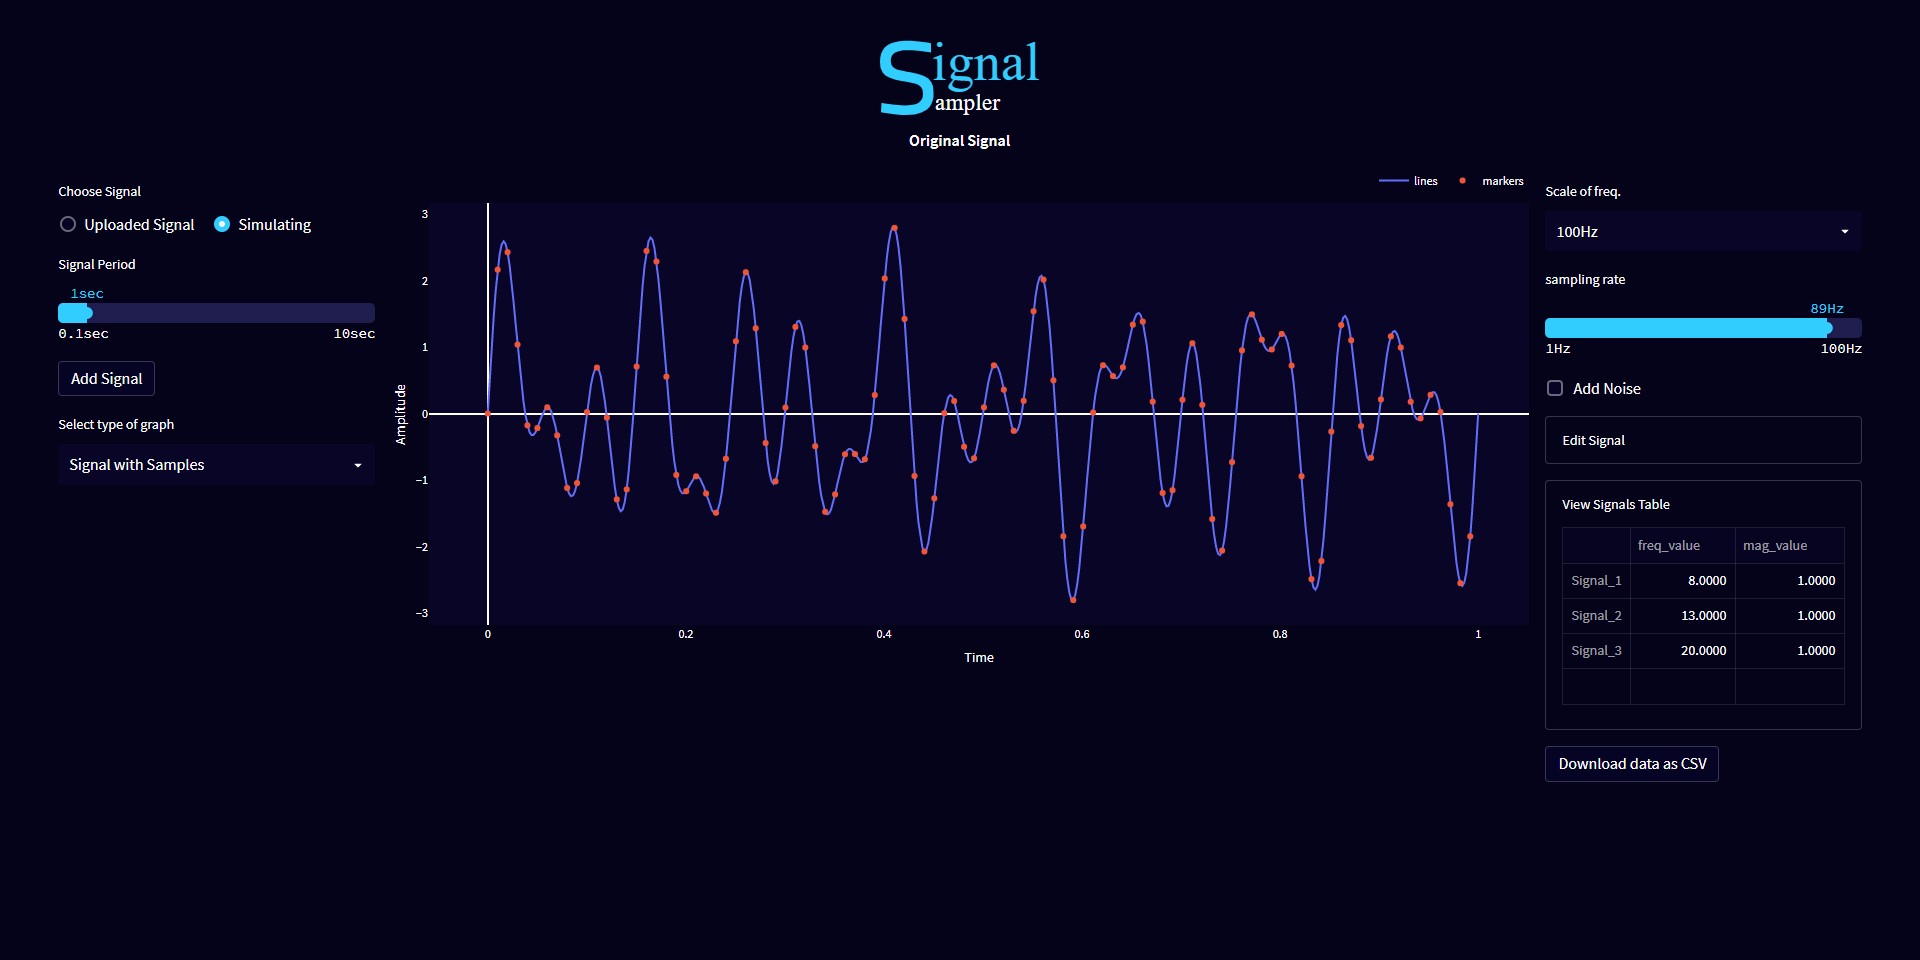 Signal
ampler
Original Signal
Choose Signal
Uploaded Signal
Simulating
Signal Period
1sec
0.1sec
10sec
Add Signal
Select type of graph
Signal with Samples
lines
markers
3
2
1
0
−1
−2
−3
Amplitude
0
0.2
0.4
0.6
0.8
1
Time
Scale of freq.
100Hz
sampling rate
89Hz
1Hz
100Hz
Add Noise
Edit Signal
View Signals Table
freq_value mag_value
Signal_1 8.0000 1.0000
Signal_2 13.0000 1.0000
Signal_3 20.0000 1.0000
Download data as CSV